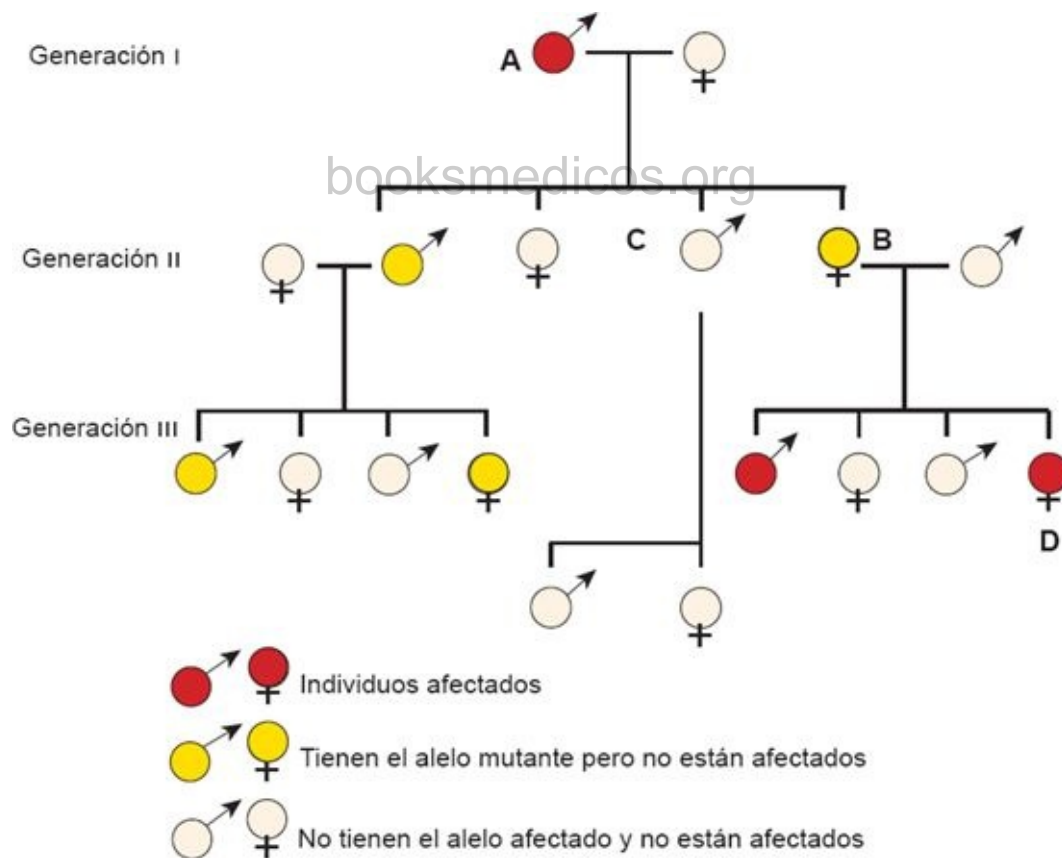 Generación I
A
booksmedicos.org
Generación II
C
B
Generación III
D
Individuos afectados
Tienen el alelo mutante pero no están afectados
No tienen el alelo afectado y no están afectados